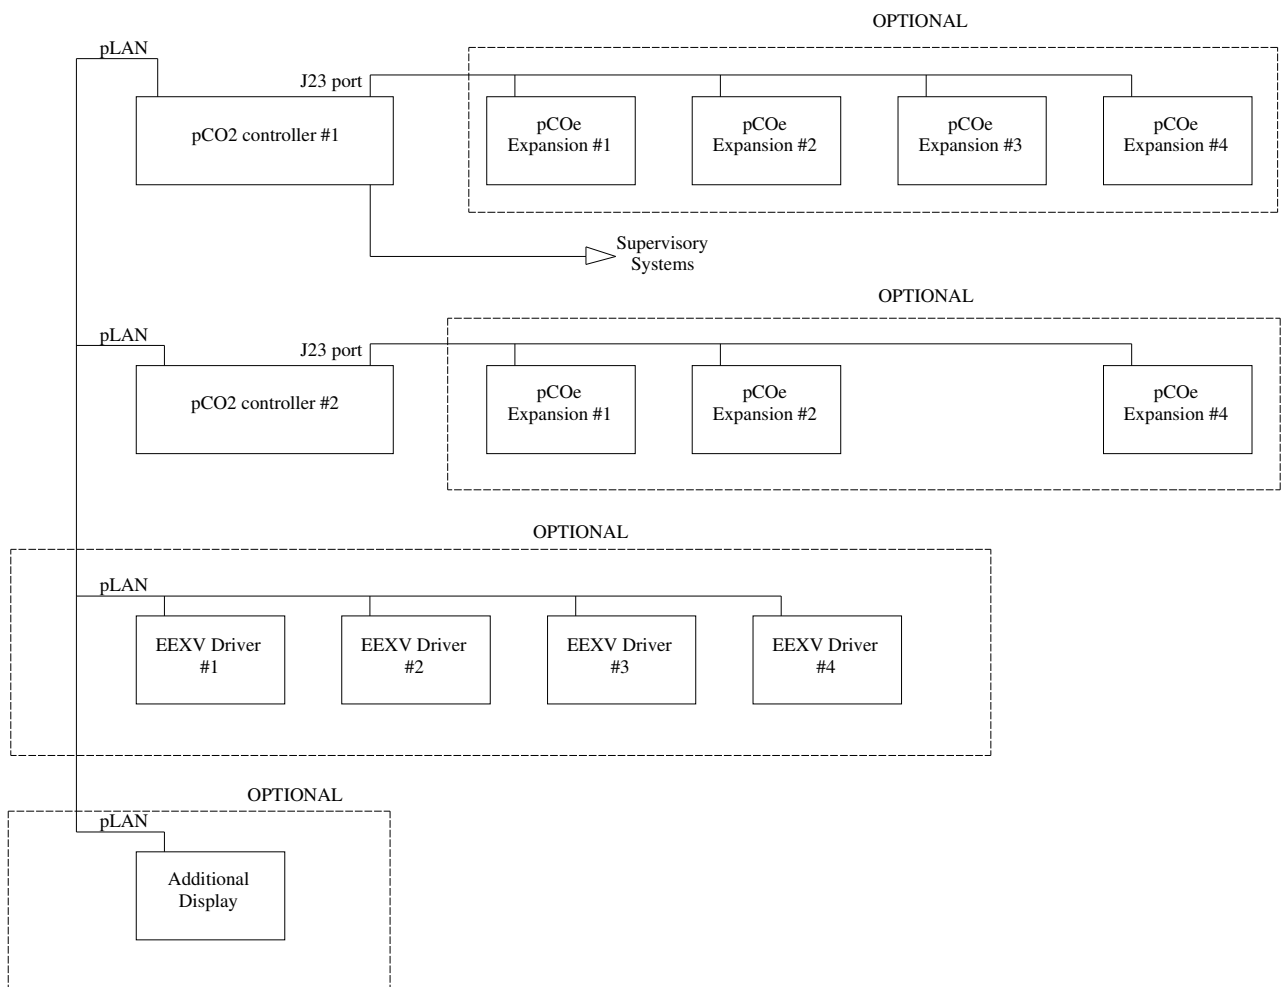 OPTIONAL
pLAN
J23 port
pCO2 controller #1
pCOe
Expansion #1
pCOe
Expansion #2
pCOe
Expansion #3
pCOe
Expansion #4
Supervisory
Systems
OPTIONAL
pLAN
J23 port
pCO2 controller #2
pCOe
Expansion #1
pCOe
Expansion #2
pCOe
Expansion #4
OPTIONAL
pLAN
EEXV Driver
#1
EEXV Driver
#2
EEXV Driver
#3
EEXV Driver
#4
OPTIONAL
pLAN
Additional
Display